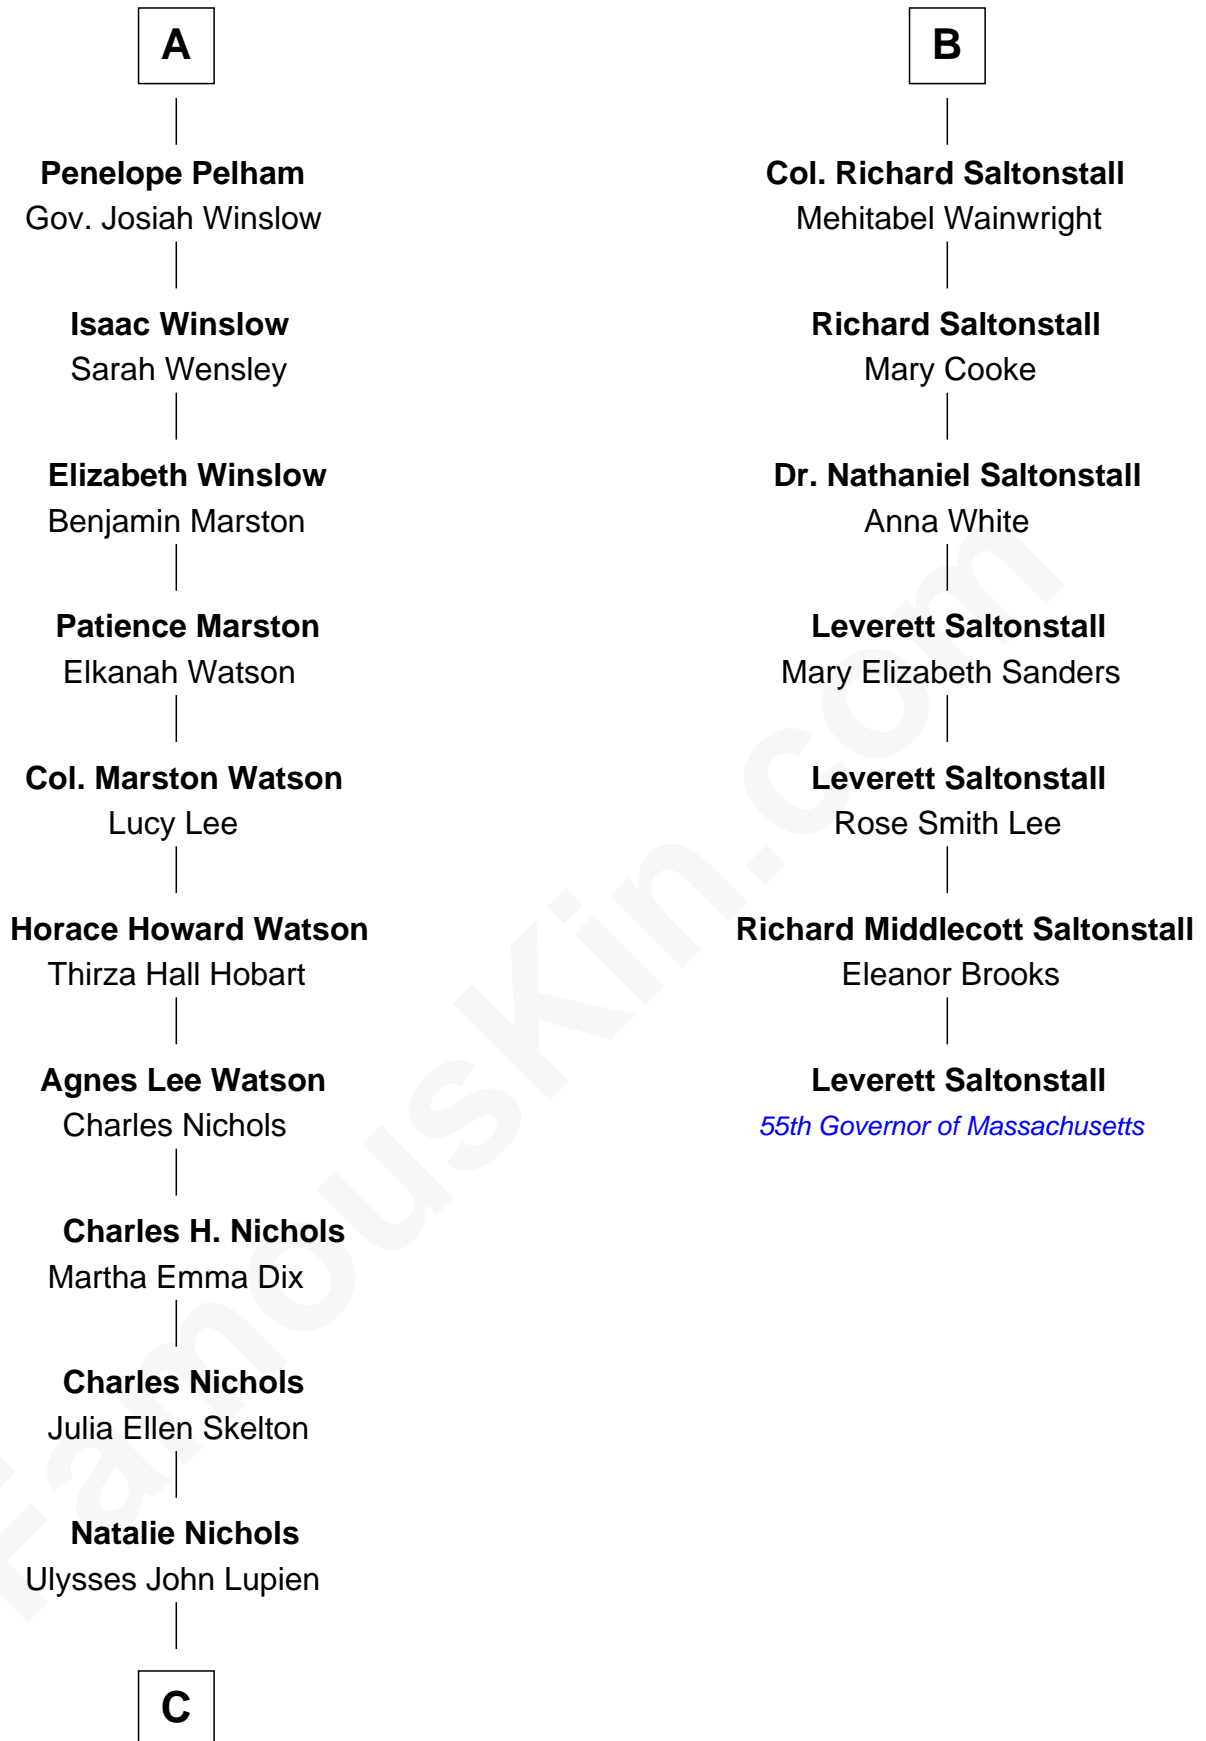 A
Penelope Pelham
Gov. Josiah Winslow
Isaac Winslow
Sarah Wensley
Elizabeth Winslow
Benjamin Marston
Patience Marston
Elkanah Watson
Col. Marston Watson
Lucy Lee
Horace Howard Watson
Thirza Hall Hobart
Agnes Lee Watson
Charles Nichols
Charles H. Nichols
Martha Emma Dix
Charles Nichols
Julia Ellen Skelton
Natalie Nichols
Ulysses John Lupien
C
B
Col. Richard Saltonstall
Mehitabel Wainwright
Richard Saltonstall
Mary Cooke
Dr. Nathaniel Saltonstall
Anna White
Leverett Saltonstall
Mary Elizabeth Sanders
Leverett Saltonstall
Rose Smith Lee
Richard Middlecott Saltonstall
Eleanor Brooks
Leverett Saltonstall
55th Governor of Massachusetts
FamousKin.com